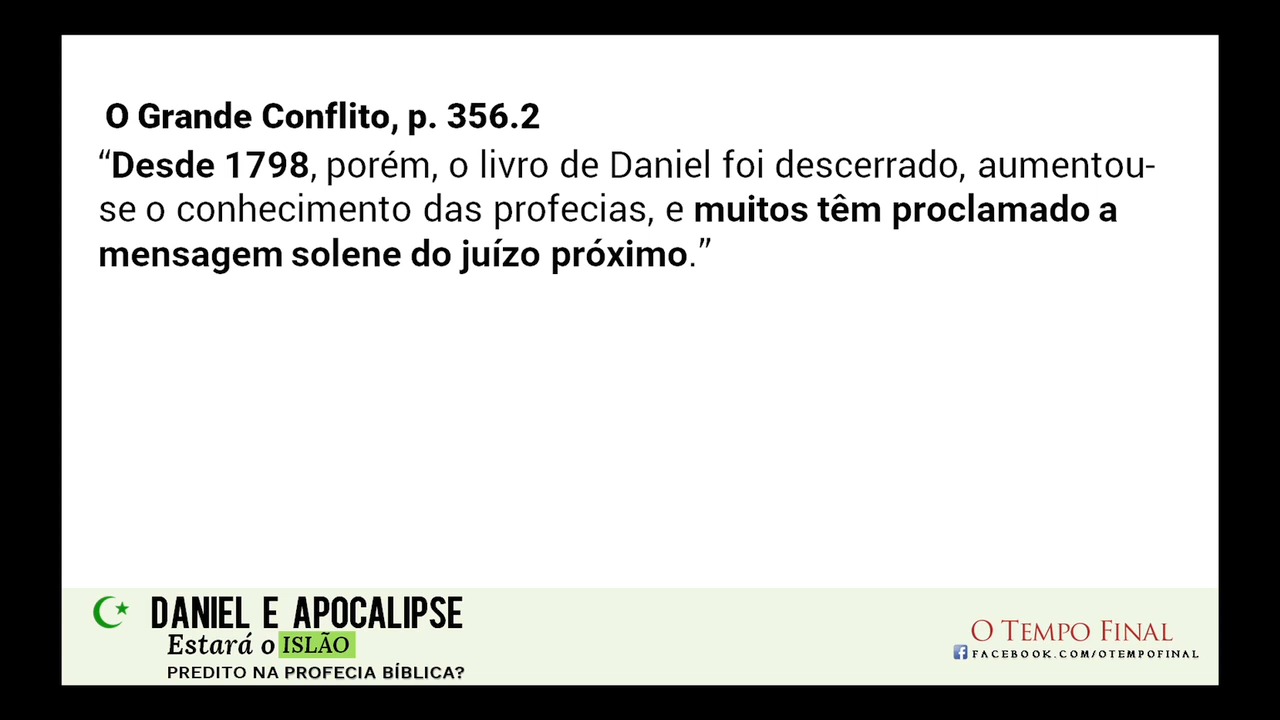 O Grande Conflito, p. 356.2
“Desde 1798, porém, o livro de Daniel foi descerrado, aumentou-
se o conhecimento das profecias, e muitos têm proclamado a
mensagem solene do juízo próximo.”
DANIEL E APOCALIPSE
Estará o ISLÃO
PREDITO NA PROFECIA BÍBLICA?
O TEMPO FINAL
FACEBOOK.COM/OTEMPOFINAL